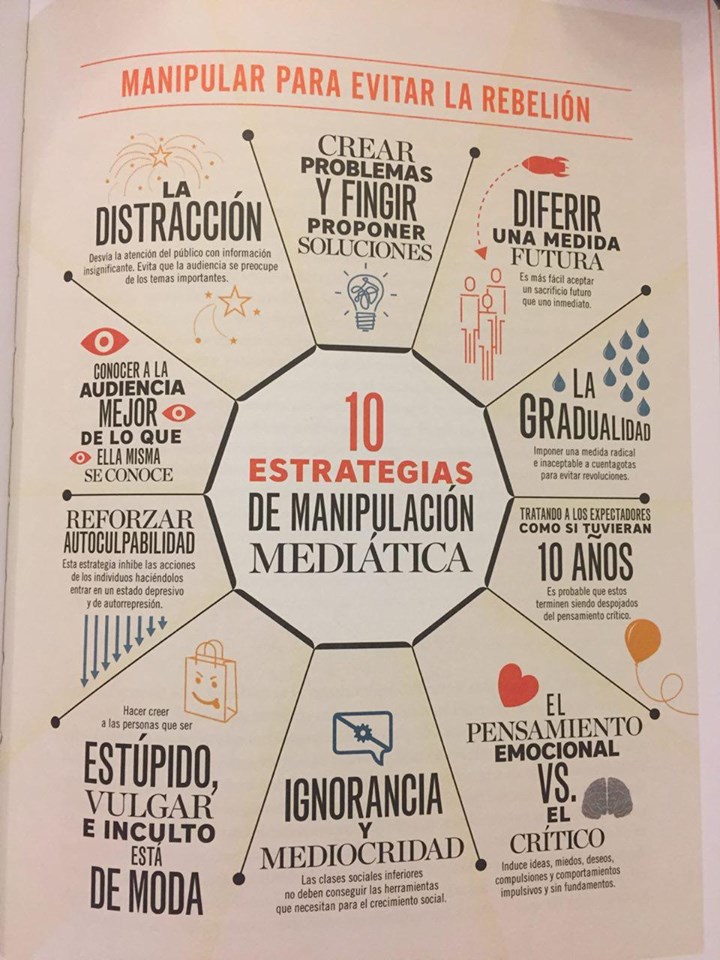 MANIPULAR PARA EVITAR LA REBELIÓN
LA
DISTRACCIÓN
Desvía la atención del público con información
insignificante. Evita que la audiencia se preocupe
de los temas importantes.
CREAR
PROBLEMAS
Y FINGIR
PROPONER
SOLUCIONES
DIFERIR
UNA MEDIDA
FUTURA
Es más fácil aceptar
un sacrificio futuro
que uno inmediato.
CONOCER A LA
AUDIENCIA
MEJOR
DE LO QUE
ELLA MISMA
SE CONOCE
10
ESTRATEGIAS
DE MANIPULACIÓN
MEDIÁTICA
LA
GRADUALIDAD
Imponer una medida radical
e inaceptable a cuentagotas
para evitar revoluciones.
REFORZAR
AUTOCULPABILIDAD
Esta estrategia inhibe las acciones
de los individuos haciéndolos
entrar en un estado depresivo
y de autorrepresión.
TRATANDO A LOS EXPECTADORES
COMO SI TUVIERAN
10 AÑOS
Es probable que estos
terminen siendo despojados
del pensamiento crítico.
Hacer creer
a las personas que ser
ESTÚPIDO,
VULGAR
E INCULTO
ESTÁ
DE MODA
IGNORANCIA
Y
MEDIOCRIDAD
Las clases sociales inferiores
no deben conseguir las herramientas
que necesitan para el crecimiento social.
EL
PENSAMIENTO
EMOCIONAL
VS.
EL
CRÍTICO
Induce ideas, miedos, deseos,
compulsiones y comportamientos
impulsivos y sin fundamentos.